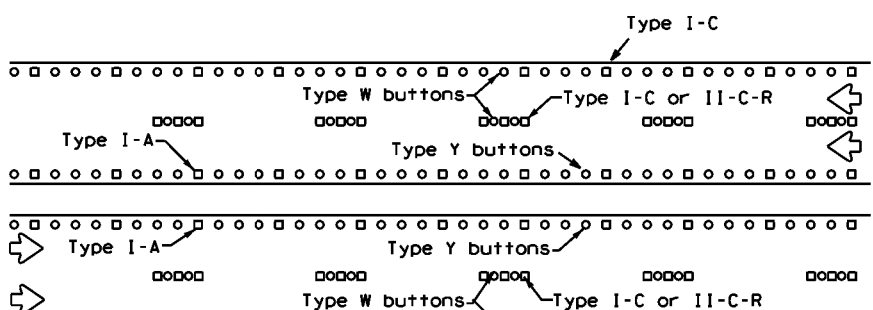 Type I-C
Type W buttons
Type I-C or II-C-R
Type I-A
Type Y buttons
Type I-A
Type Y buttons
Type W buttons
Type I-C or II-C-R